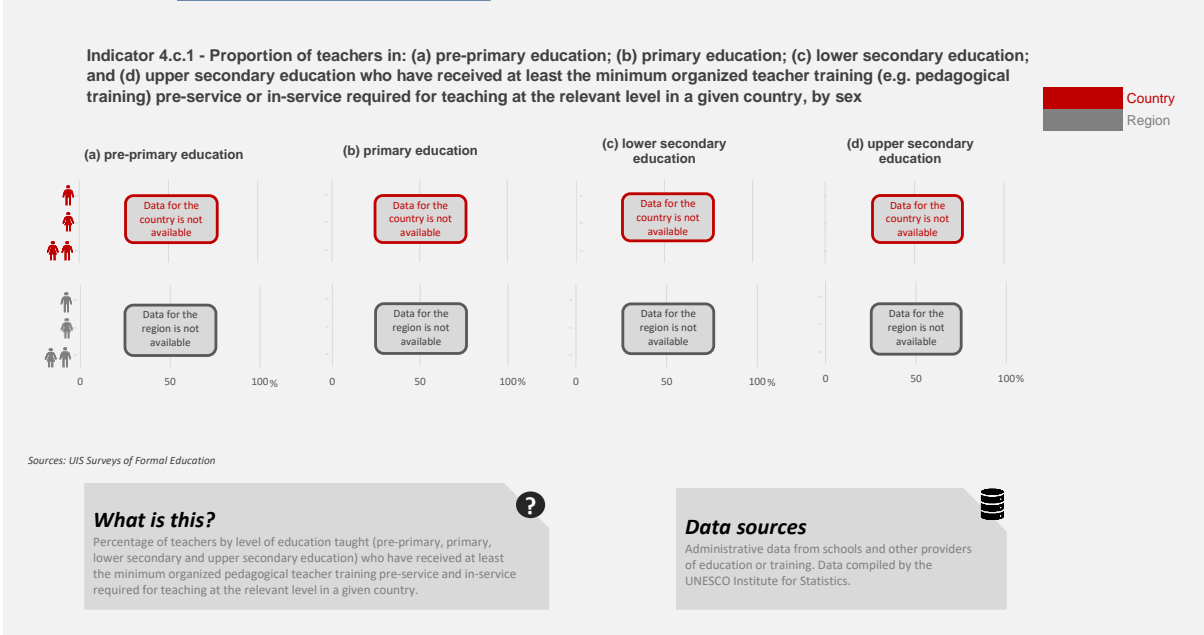 Indicator 4.c.1 - Proportion of teachers in: (a) pre-primary education; (b) primary education; (c) lower secondary education;
and (d) upper secondary education who have received at least the minimum organized teacher training (e.g. pedagogical
training) pre-service or in-service required for teaching at the relevant level in a given country, by sex
Country
Region
(a) pre-primary education
(b) primary education
(c) lower secondary
education
(d) upper secondary
education
Data for the
country is not
available
Data for the
country is not
available
Data for the
country is not
available
Data for the
country is not
available
Data for the
region is not
available
Data for the
region is not
available
Data for the
region is not
available
Data for the
region is not
available
0 50 100%
0 50 100%
0 50 100%
0 50 100%
Sources: UIS Surveys of Formal Education
?
What is this?
Percentage of teachers by level of education taught (pre-primary, primary,
lower secondary and upper secondary education) who have received at least
the minimum organized pedagogical teacher training pre-service and in-service
required for teaching at the relevant level in a given country.
Data sources
Administrative data from schools and other providers
of education or training. Data compiled by the
UNESCO Institute for Statistics.